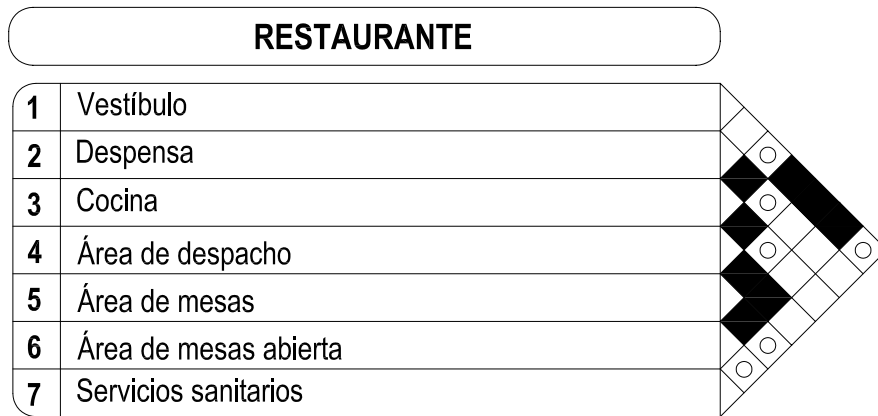 RESTAURANTE
1 Vestíbulo
2 Despensa
3 Cocina
4 Área de despacho
5 Área de mesas
6 Área de mesas abierta
7 Servicios sanitarios